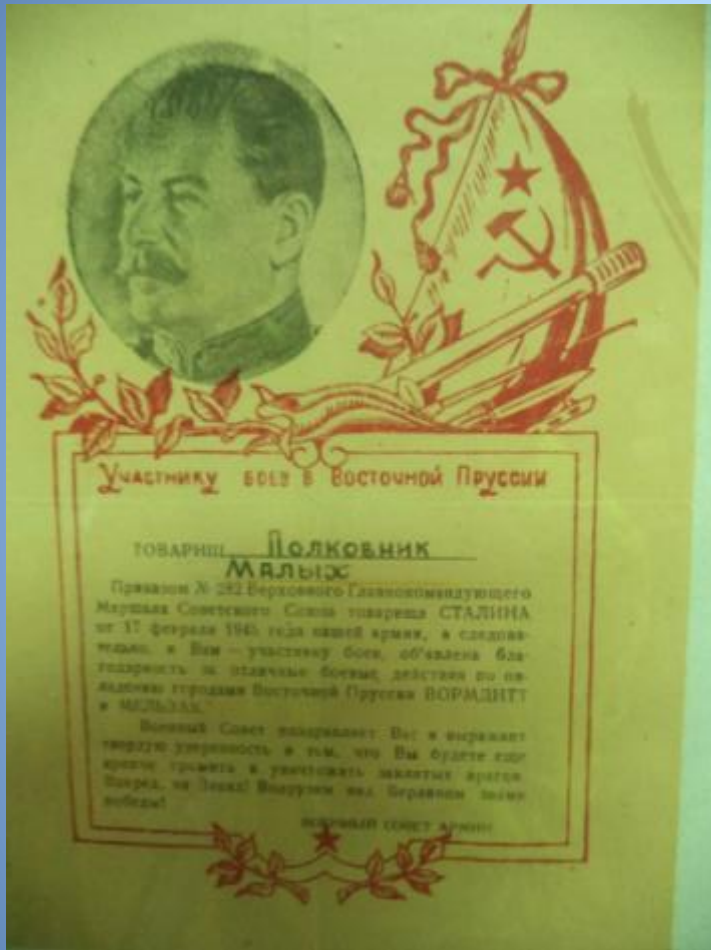 Участнику боев в Восточной Пруссии
ТОВАРИЩ Полковник
Малых
Приказом № 282 Верховного Главнокомандующего
Маршала Советского Союза товарища СТАЛИНА
от 17 февраля 1945 года нашей армии, а следова-
тельно, и Вам — участнику боев, об'явлена бла-
годарность за отличные боевые действия по ов-
ладению городами Восточной Пруссии ВОРМДИТТ
и МЕЛЬЗАК.
Военный Совет поздравляет Вас и выражает
твердую уверенность в том, что Вы будете еще
крепче громить и уничтожать заклятых врагов.
Вперед, на Запад! Водрузим над Берлином знамя
победы!
ВОЕННЫЙ СОВЕТ АРМИИ